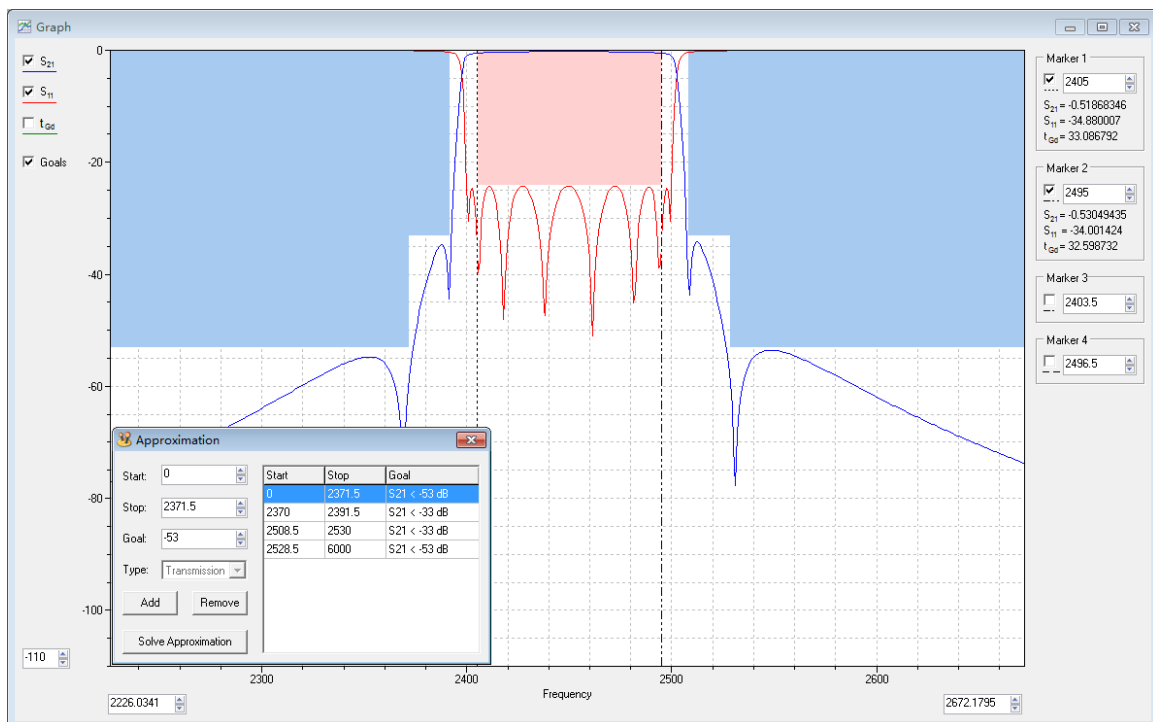 Graph
S21
S11
tGd
Goals
0
-20
-40
-60
-80
-100
-110
2300
2400
2500
2600
Frequency
2226.0341
2672.1795
Marker 1
2405
S21 = -0.51868346
S11 = -34.880007
tGd = 33.086792
Marker 2
2495
S21 = -0.53049435
S11 = -34.001424
tGd = 32.598732
Marker 3
2403.5
Marker 4
2496.5
Approximation
Start: 0
Stop: 2371.5
Goal: -53
Type: Transmission
Add Remove
Solve Approximation
Start Stop Goal
0 2371.5 S21 < -53 dB
2370 2391.5 S21 < -33 dB
2508.5 2530 S21 < -33 dB
2528.5 6000 S21 < -53 dB